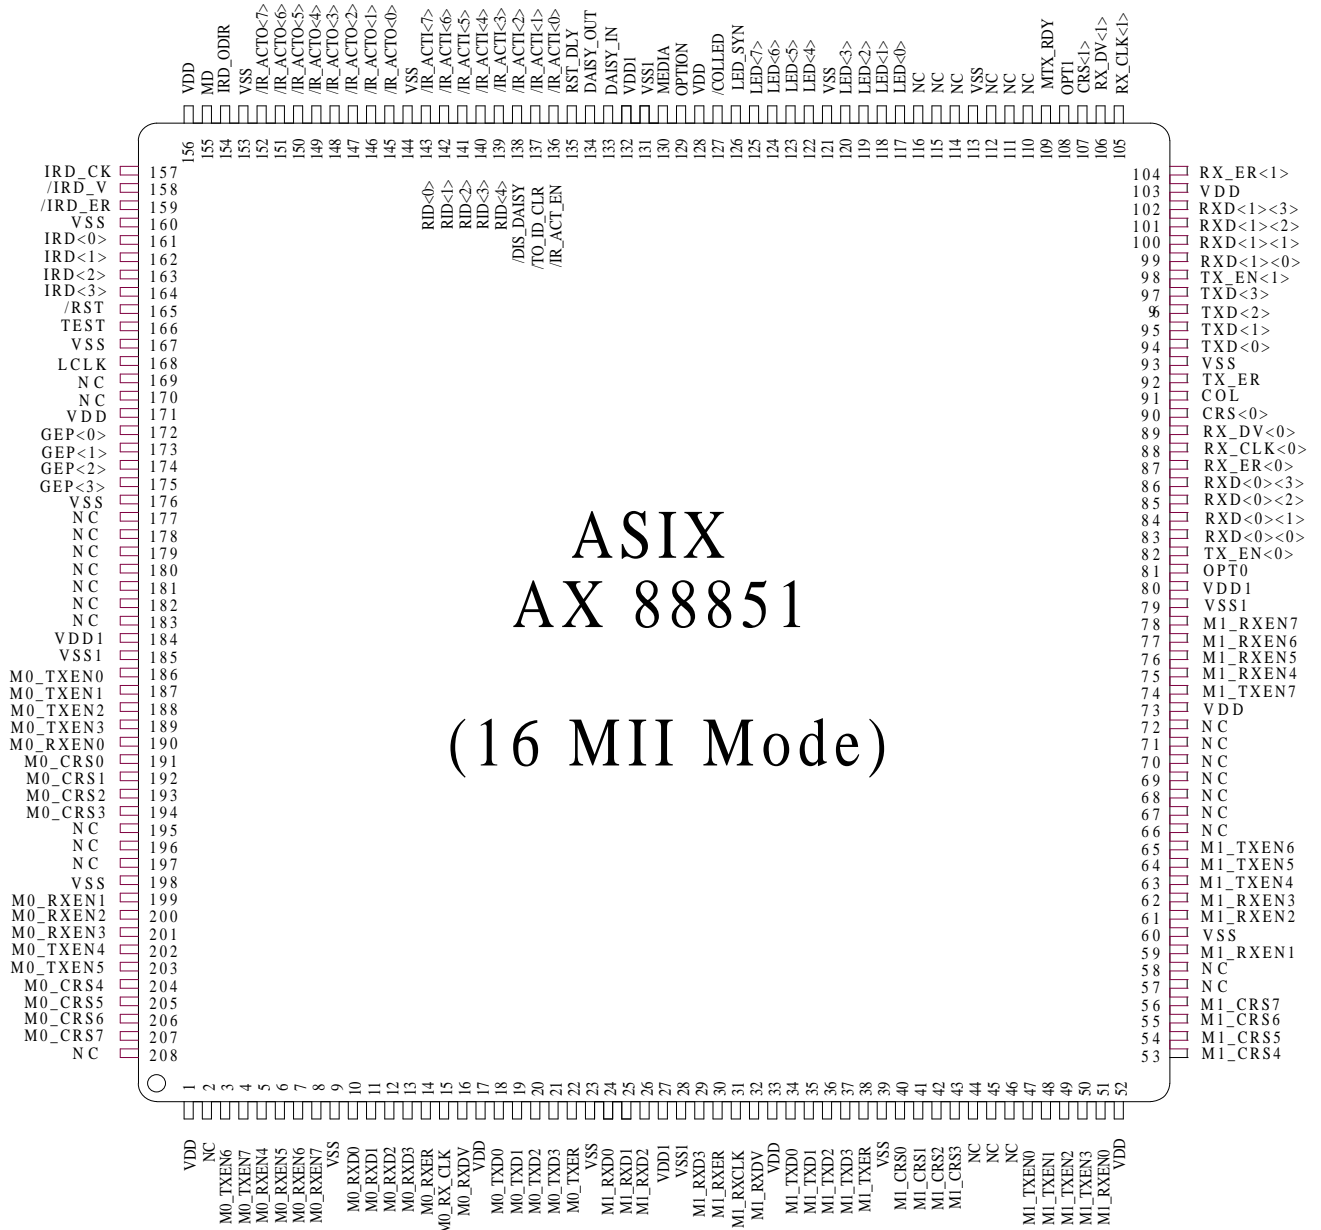 VDD 156
MD 155
IRD_ODIR 154
VSS 153
/IR_ACTO<7> 152
/IR_ACTO<6> 151
/IR_ACTO<5> 150
/IR_ACTO<4> 149
/IR_ACTO<3> 148
/IR_ACTO<2> 147
/IR_ACTO<1> 146
/IR_ACTO<0> 145
VSS 144
/IR_ACTI<7> 143 RID<0>
/IR_ACTI<6> 142 RID<1>
/IR_ACTI<5> 141 RID<2>
/IR_ACTI<4> 140 RID<3>
/IR_ACTI<3> 139 RID<4>
/IR_ACTI<2> 138 /DIS_DAISY
/IR_ACTI<1> 137 /TO_ID_CLR
/IR_ACTI<0> 136 /IR_ACT_EN
RST_DLY 135
DAISY_OUT 134
DAISY_IN 133
VDD1 132
VSS1 131
MEDIA 130
OPTION 129
VDD 128
/COLLED 127
LED_SYN 126
LED<7> 125
LED<6> 124
LED<5> 123
LED<4> 122
VSS 121
LED<3> 120
LED<2> 119
LED<1> 118
LED<0> 117
NC 116
NC 115
NC 114
VSS 113
NC 112
NC 111
NC 110
MTX_RDY 109
OPT1 108
CRS<1> 107
RX_DV<1> 106
RX_CLK<1> 105
IRD_CK 157
/IRD_V 158
/IRD_ER 159
VSS 160
IRD<0> 161
IRD<1> 162
IRD<2> 163
IRD<3> 164
/RST 165
TEST 166
VSS 167
LCLK 168
NC 169
NC 170
VDD 171
GEP<0> 172
GEP<1> 173
GEP<2> 174
GEP<3> 175
VSS 176
NC 177
NC 178
NC 179
NC 180
NC 181
NC 182
NC 183
VDD1 184
VSS1 185
M0_TXEN0 186
M0_TXEN1 187
M0_TXEN2 188
M0_TXEN3 189
M0_RXEN0 190
M0_CRS0 191
M0_CRS1 192
M0_CRS2 193
M0_CRS3 194
NC 195
NC 196
NC 197
VSS 198
M0_RXEN1 199
M0_RXEN2 200
M0_RXEN3 201
M0_TXEN4 202
M0_TXEN5 203
M0_CRS4 204
M0_CRS5 205
M0_CRS6 206
M0_CRS7 207
NC 208
ASIX
AX 88851
(16 MII Mode)
104 RX_ER<1>
103 VDD
102 RXD<1><3>
101 RXD<1><2>
100 RXD<1><1>
99 RXD<1><0>
98 TX_EN<1>
97 TXD<3>
96 TXD<2>
95 TXD<1>
94 TXD<0>
93 VSS
92 TX_ER
91 COL
90 CRS<0>
89 RX_DV<0>
88 RX_CLK<0>
87 RX_ER<0>
86 RXD<0><3>
85 RXD<0><2>
84 RXD<0><1>
83 RXD<0><0>
82 TX_EN<0>
81 OPT0
80 VDD1
79 VSS1
78 M1_RXEN7
77 M1_RXEN6
76 M1_RXEN5
75 M1_RXEN4
74 M1_TXEN7
73 VDD
72 NC
71 NC
70 NC
69 NC
68 NC
67 NC
66 NC
65 M1_TXEN6
64 M1_TXEN5
63 M1_TXEN4
62 M1_RXEN3
61 M1_RXEN2
60 VSS
59 M1_RXEN1
58 NC
57 NC
56 M1_CRS7
55 M1_CRS6
54 M1_CRS5
53 M1_CRS4
1 VDD
2 NC
3 M0_TXEN6
4 M0_TXEN7
5 M0_RXEN4
6 M0_RXEN5
7 M0_RXEN6
8 M0_RXEN7
9 VSS
10 M0_RXD0
11 M0_RXD1
12 M0_RXD2
13 M0_RXD3
14 M0_RXER
15 M0_RX_CLK
16 M0_RXDV
17 VDD
18 M0_TXD0
19 M0_TXD1
20 M0_TXD2
21 M0_TXD3
22 M0_TXER
23 VSS
24 M1_RXD0
25 M1_RXD1
26 M1_RXD2
27 VDD1
28 VSS1
29 M1_RXD3
30 M1_RXER
31 M1_RXCLK
32 M1_RXDV
33 VDD
34 M1_TXD0
35 M1_TXD1
36 M1_TXD2
37 M1_TXD3
38 M1_TXER
39 VSS
40 M1_CRS0
41 M1_CRS1
42 M1_CRS2
43 M1_CRS3
44 NC
45 NC
46 NC
47 M1_TXEN0
48 M1_TXEN1
49 M1_TXEN2
50 M1_TXEN3
51 M1_RXEN0
52 VDD